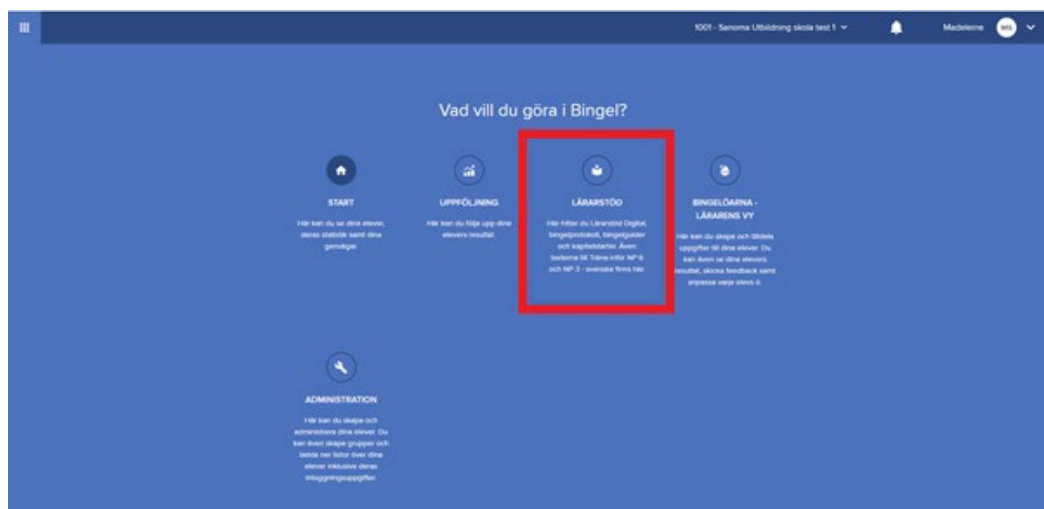 1001 - Sanoma Utbildning skola test 1
Madeleine
MS
Vad vill du göra i Bingel?
START
Här kan du se dina elever,
deras statistik samt dina
genvägar.
UPPFÖLJNING
Här kan du följa upp dina
elevers resultat.
LÄRARSTÖD
Här hittar du Lärarstöd Digital,
bingelprotokoll, bingelguider
och kapitelstarter. Även
texterna till Träna inför NP 6
och NP 3 - svenska finns här.
BINGELÖARNA -
LÄRARENS VY
Här kan du skapa och tilldela
uppgifter till dina elever. Du
kan även se dina elevers
resultat, skicka feedback samt
anpassa varje elevs ö.
ADMINISTRATION
Här kan du skapa och
administrera dina elever. Du
kan även skapa grupper och
ladda ner listor över dina
elever inklusive deras
inloggningsuppgifter.